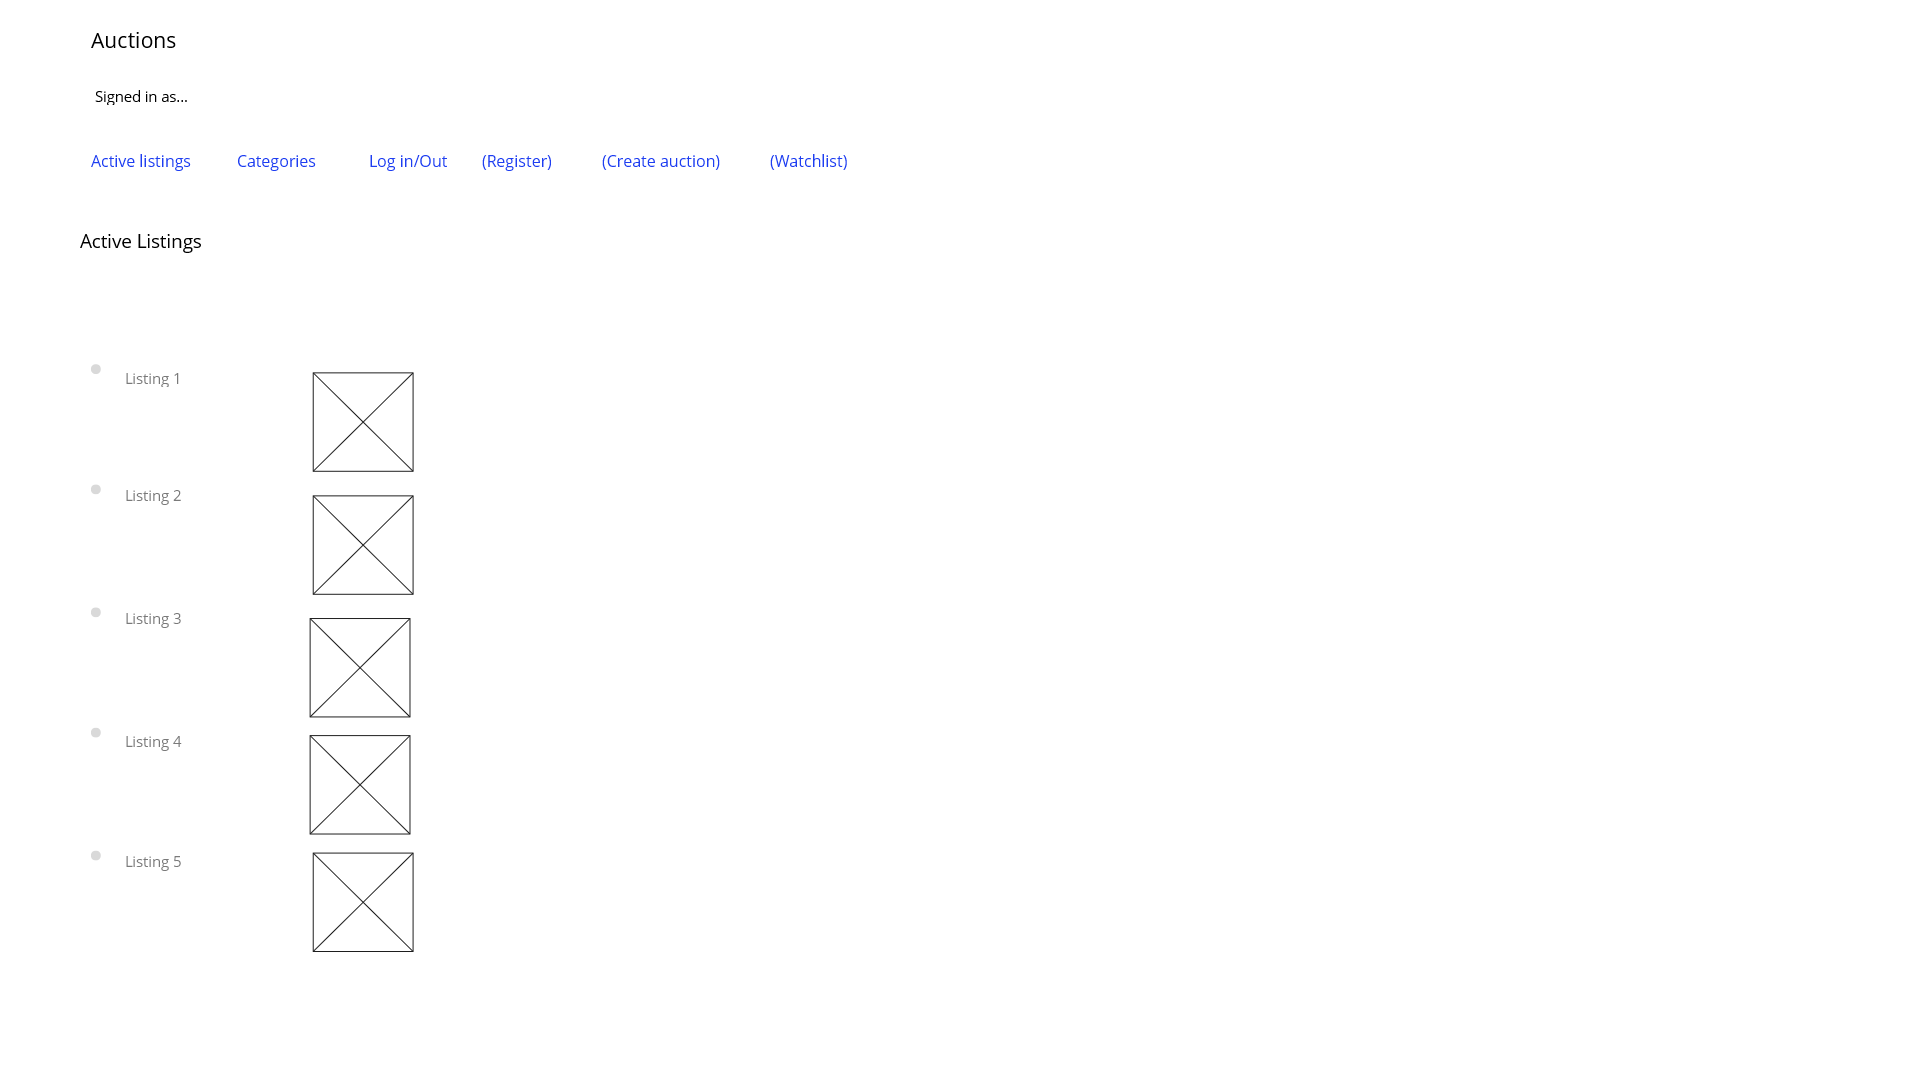 Auctions
Signed in as...
Active listings Categories Log in/Out (Register) (Create auction) (Watchlist)
Active Listings
Listing 1
Listing 2
Listing 3
Listing 4
Listing 5